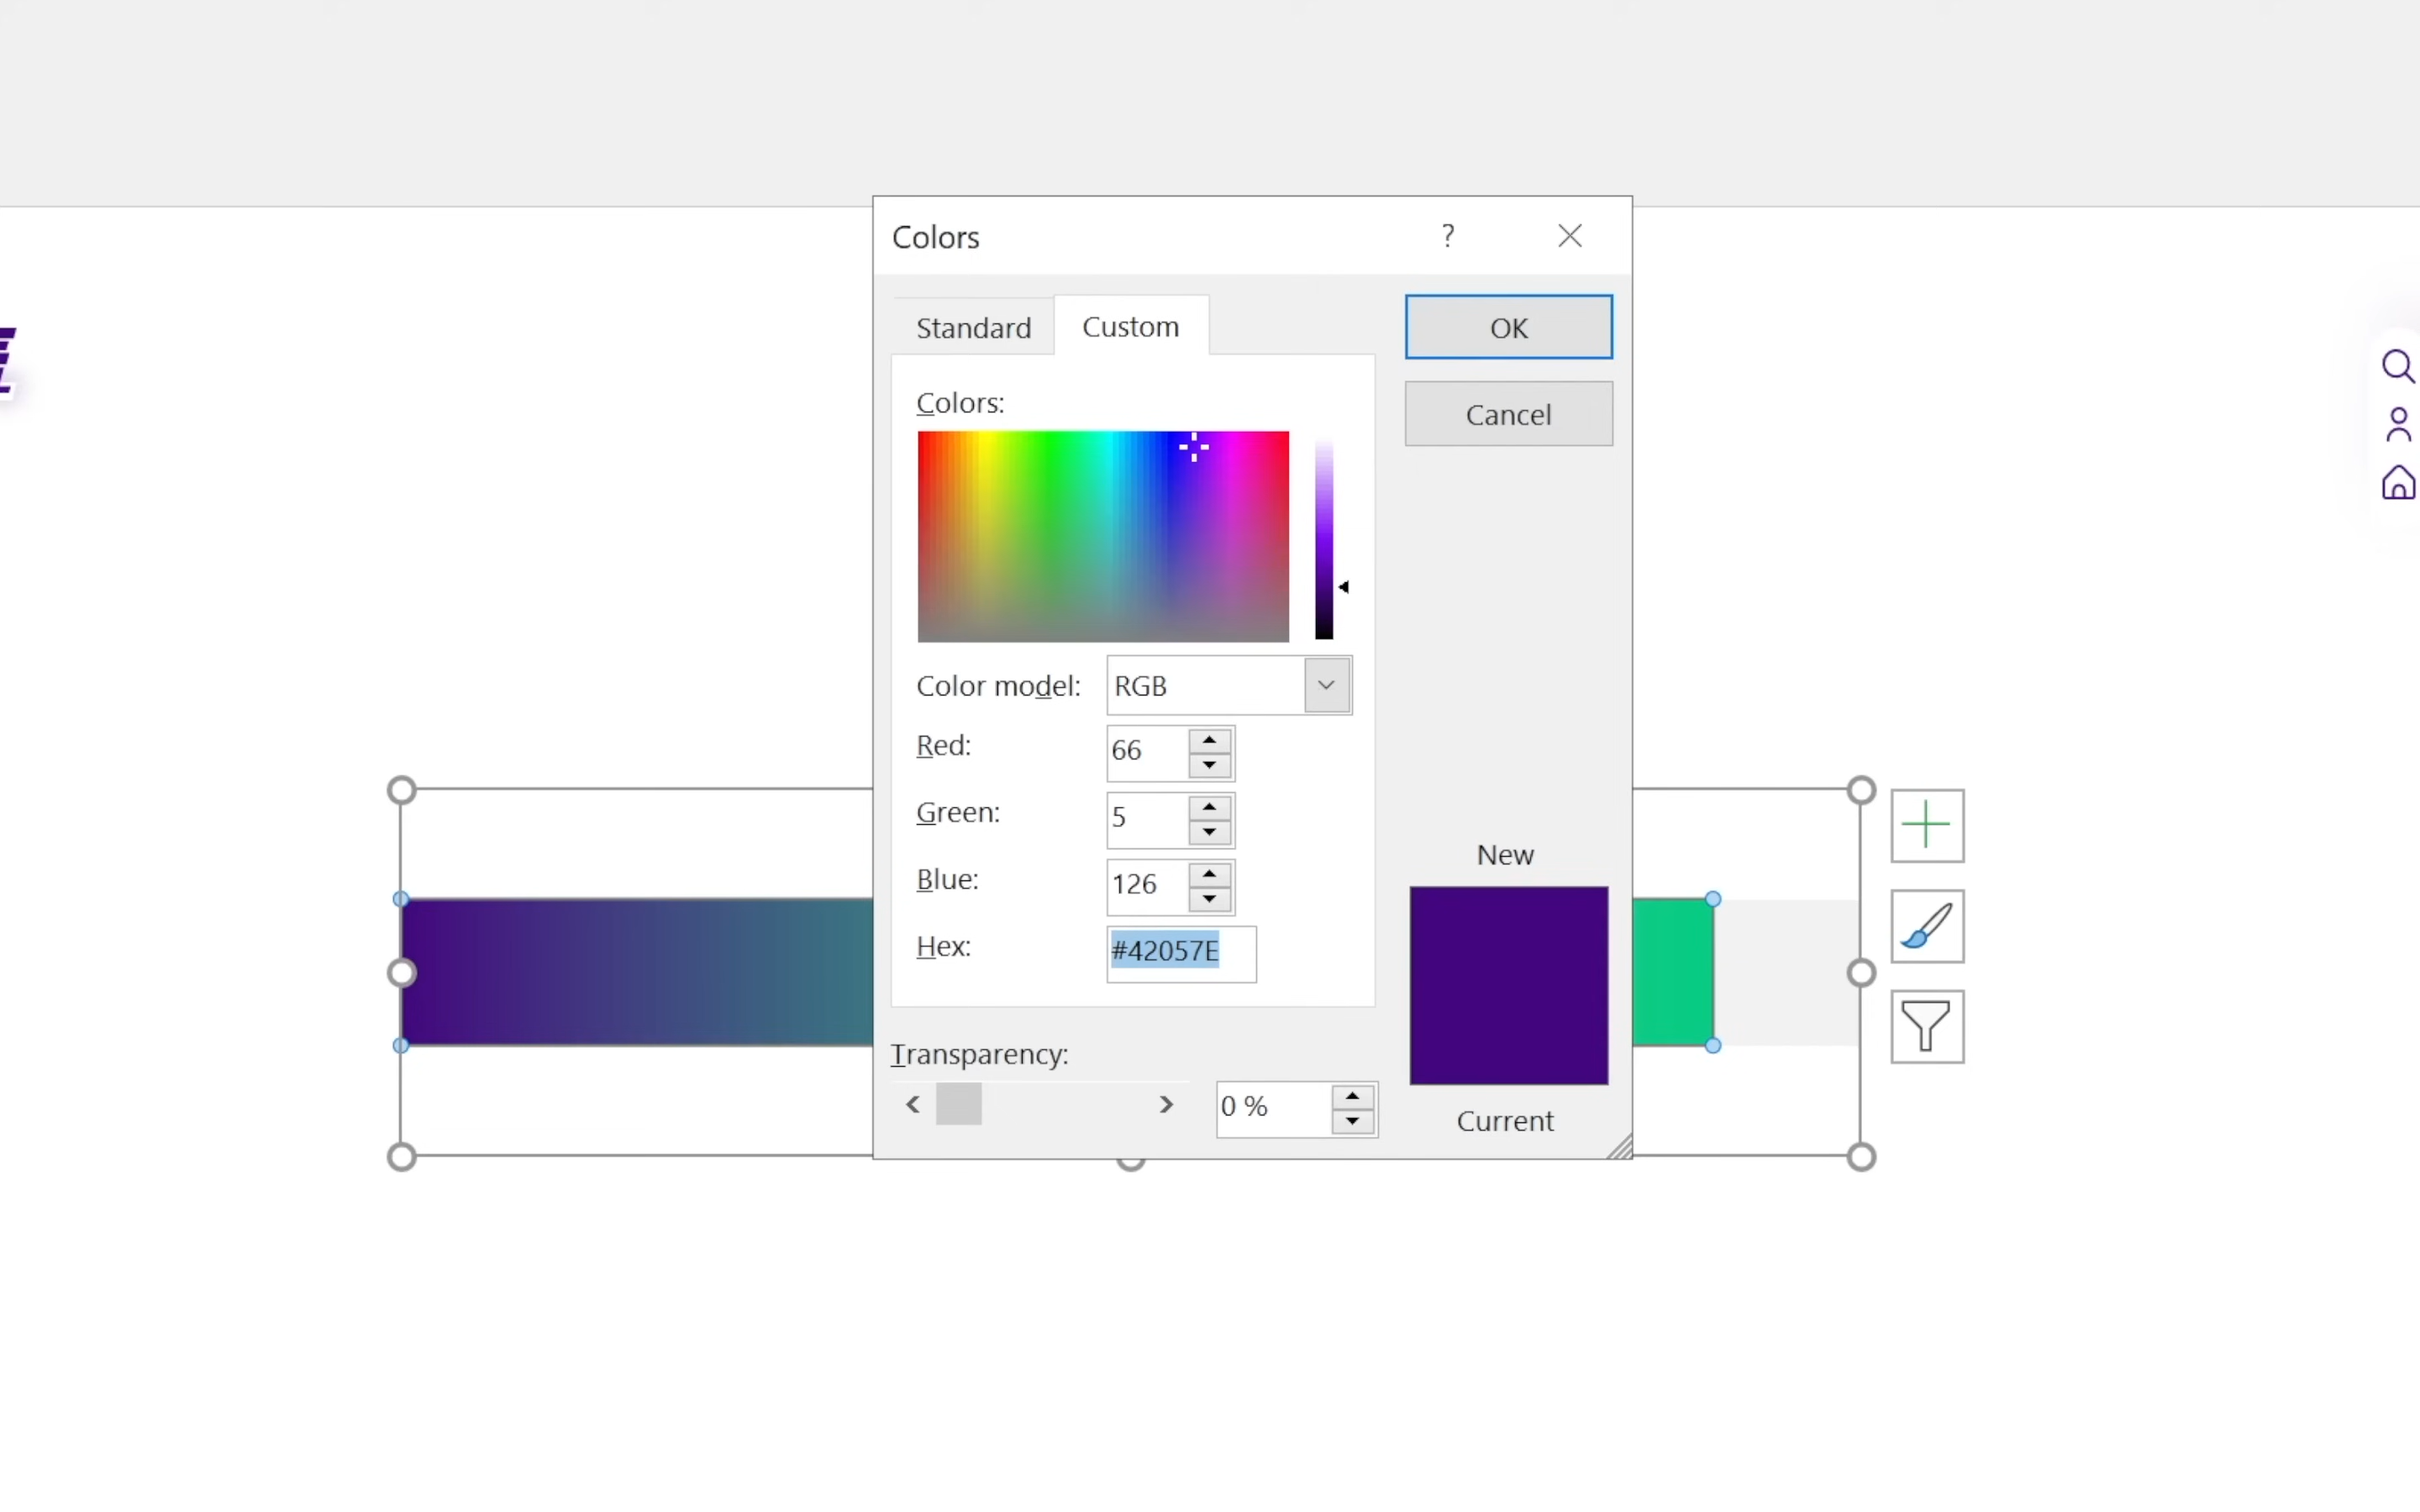 Colors
?
Standard
Custom
OK
Cancel
Colors:
Color model:
RGB
Red:
66
Green:
5
Blue:
126
Hex:
#42057E
New
Current
Transparency:
0 %